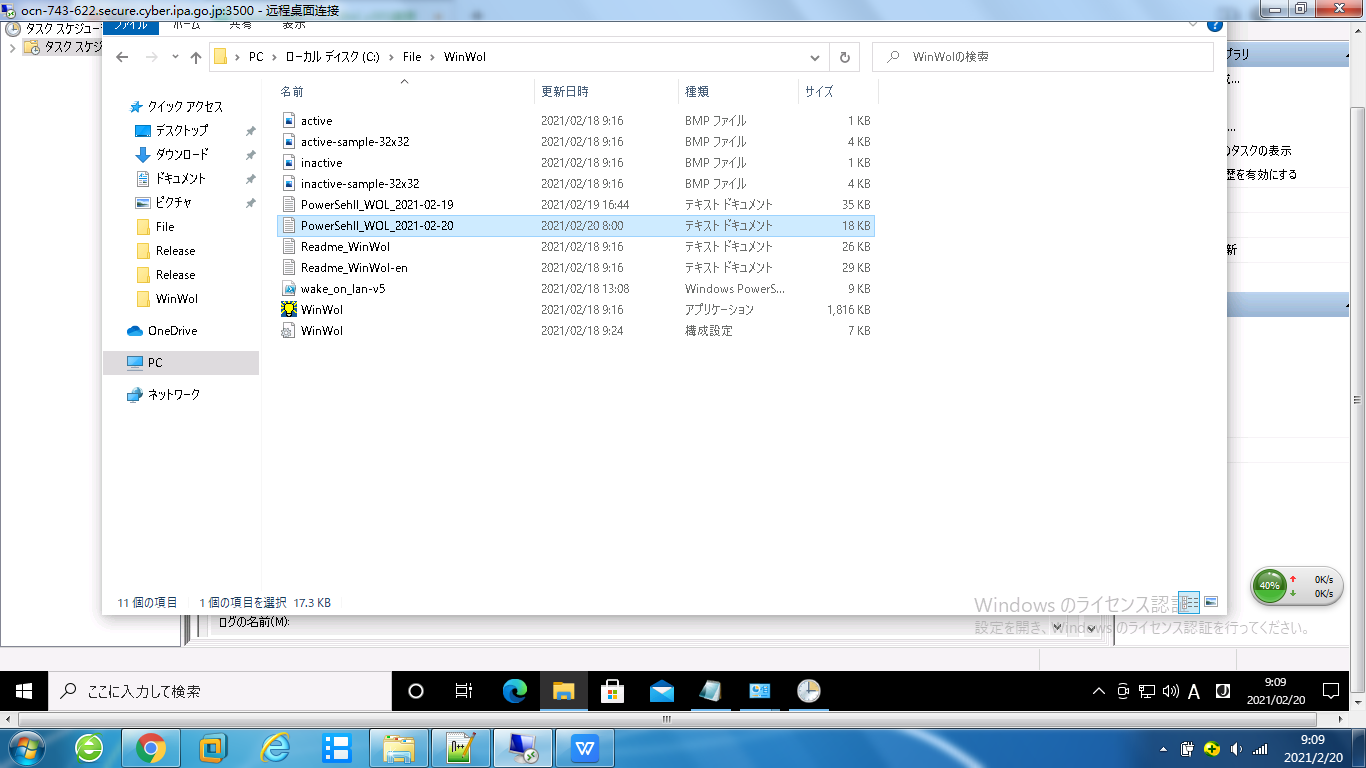 ocn-743-622.secure.cyber.ipa.go.jp:3500 - 远程桌面连接
タスク スケジュー
タスク スケジ
ファイル ホーム 共有 表示
PC ローカル ディスク (C:) File WinWol
WinWolの検索
名前 更新日時 種類 サイズ
クイック アクセス
デスクトップ
ダウンロード
ドキュメント
ピクチャ
File
Release
Release
WinWol
OneDrive
PC
ネットワーク
active 2021/02/18 9:16 BMP ファイル 1 KB
active-sample-32x32 2021/02/18 9:16 BMP ファイル 4 KB
inactive 2021/02/18 9:16 BMP ファイル 1 KB
inactive-sample-32x32 2021/02/18 9:16 BMP ファイル 4 KB
PowerSehll_WOL_2021-02-19 2021/02/19 16:44 テキスト ドキュメント 35 KB
PowerSehll_WOL_2021-02-20 2021/02/20 8:00 テキスト ドキュメント 18 KB
Readme_WinWol 2021/02/18 9:16 テキスト ドキュメント 26 KB
Readme_WinWol-en 2021/02/18 9:16 テキスト ドキュメント 29 KB
wake_on_lan-v5 2021/02/18 13:08 Windows PowerS... 9 KB
WinWol 2021/02/18 9:16 アプリケーション 1,816 KB
WinWol 2021/02/18 9:24 構成設定 7 KB
ブラリ
...
...
のタスクの表示
歴を有効にする
新
40% 0K/s
0K/s
11 個の項目 1 個の項目を選択 17.3 KB
Windows のライセンス認
ログの名前(M):
設定を開き、Windows のライセンス認証を行ってください。
ここに入力して検索
A
9:09
2021/02/20
9:09
2021/2/20